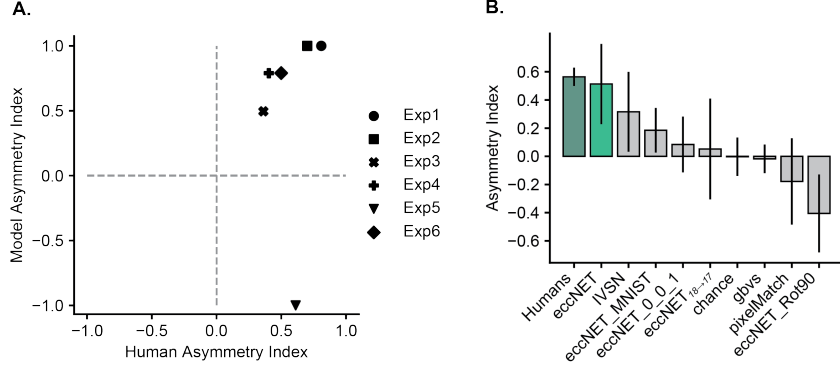 A.
Model Asymmetry Index
1.0
0.5
0.0
−0.5
−1.0
−1.0 −0.5 0.0 0.5 1.0
Human Asymmetry Index
Exp1
Exp2
Exp3
Exp4
Exp5
Exp6
B.
Asymmetry Index
0.6
0.4
0.2
0.0
−0.2
−0.4
−0.6
Humans
eccNET
IVSN
eccNET_MNIST
eccNET_0_0_1
eccNET18→17
chance
gbvs
pixelMatch
eccNET_Rot90